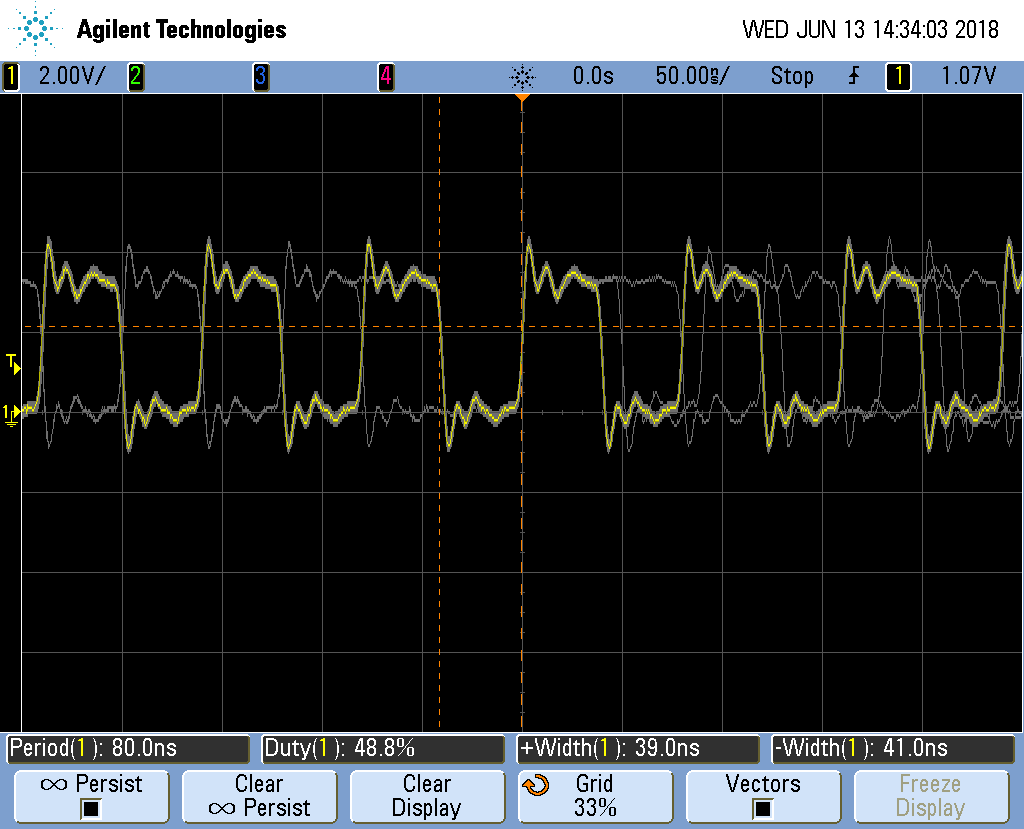 Agilent Technologies
WED JUN 13 14:34:03 2018
1 2.00V/ 2 3 4 0.0s 50.00ns/ Stop 1 1.07V
T
1
Period(1): 80.0ns Duty(1): 48.8% +Width(1): 39.0ns -Width(1): 41.0ns
∞ Persist
Clear
∞ Persist
Clear
Display
Grid
33%
Vectors
Freeze
Display